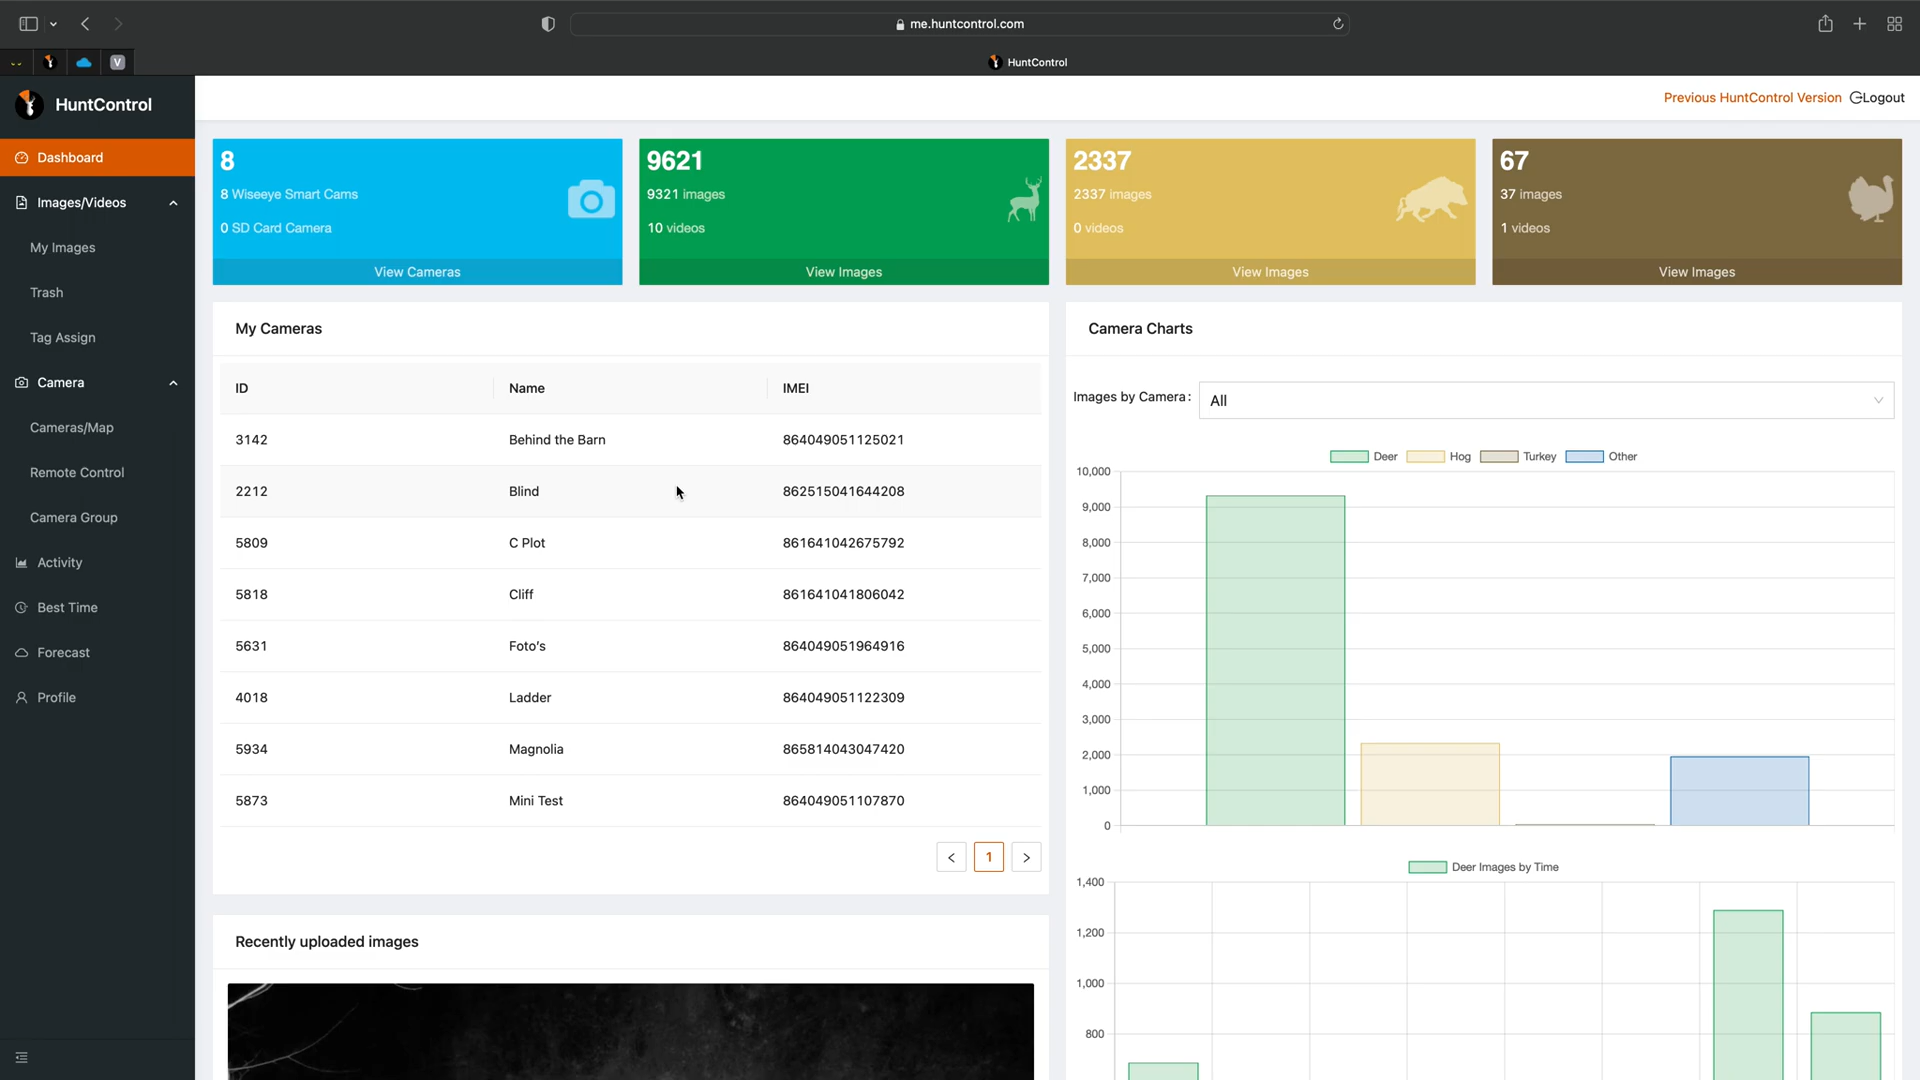 me.huntcontrol.com
V
HuntControl
HuntControl
Previous HuntControl Version
Logout
Dashboard
Images/Videos
My Images
Trash
Tag Assign
Camera
Cameras/Map
Remote Control
Camera Group
Activity
Best Time
Forecast
Profile
8
8 Wiseeye Smart Cams
0 SD Card Camera
View Cameras
9621
9321 images
10 videos
View Images
2337
2337 images
0 videos
View Images
67
37 images
1 videos
View Images
My Cameras
ID Name IMEI
3142 Behind the Barn 864049051125021
2212 Blind 862515041644208
5809 C Plot 861641042675792
5818 Cliff 861641041806042
5631 Foto's 864049051964916
4018 Ladder 864049051122309
5934 Magnolia 865814043047420
5873 Mini Test 864049051107870
< 1 >
Recently uploaded images
Camera Charts
Images by Camera: All
Deer Hog Turkey Other
10,000
9,000
8,000
7,000
6,000
5,000
4,000
3,000
2,000
1,000
0
Deer Images by Time
1,400
1,200
1,000
800